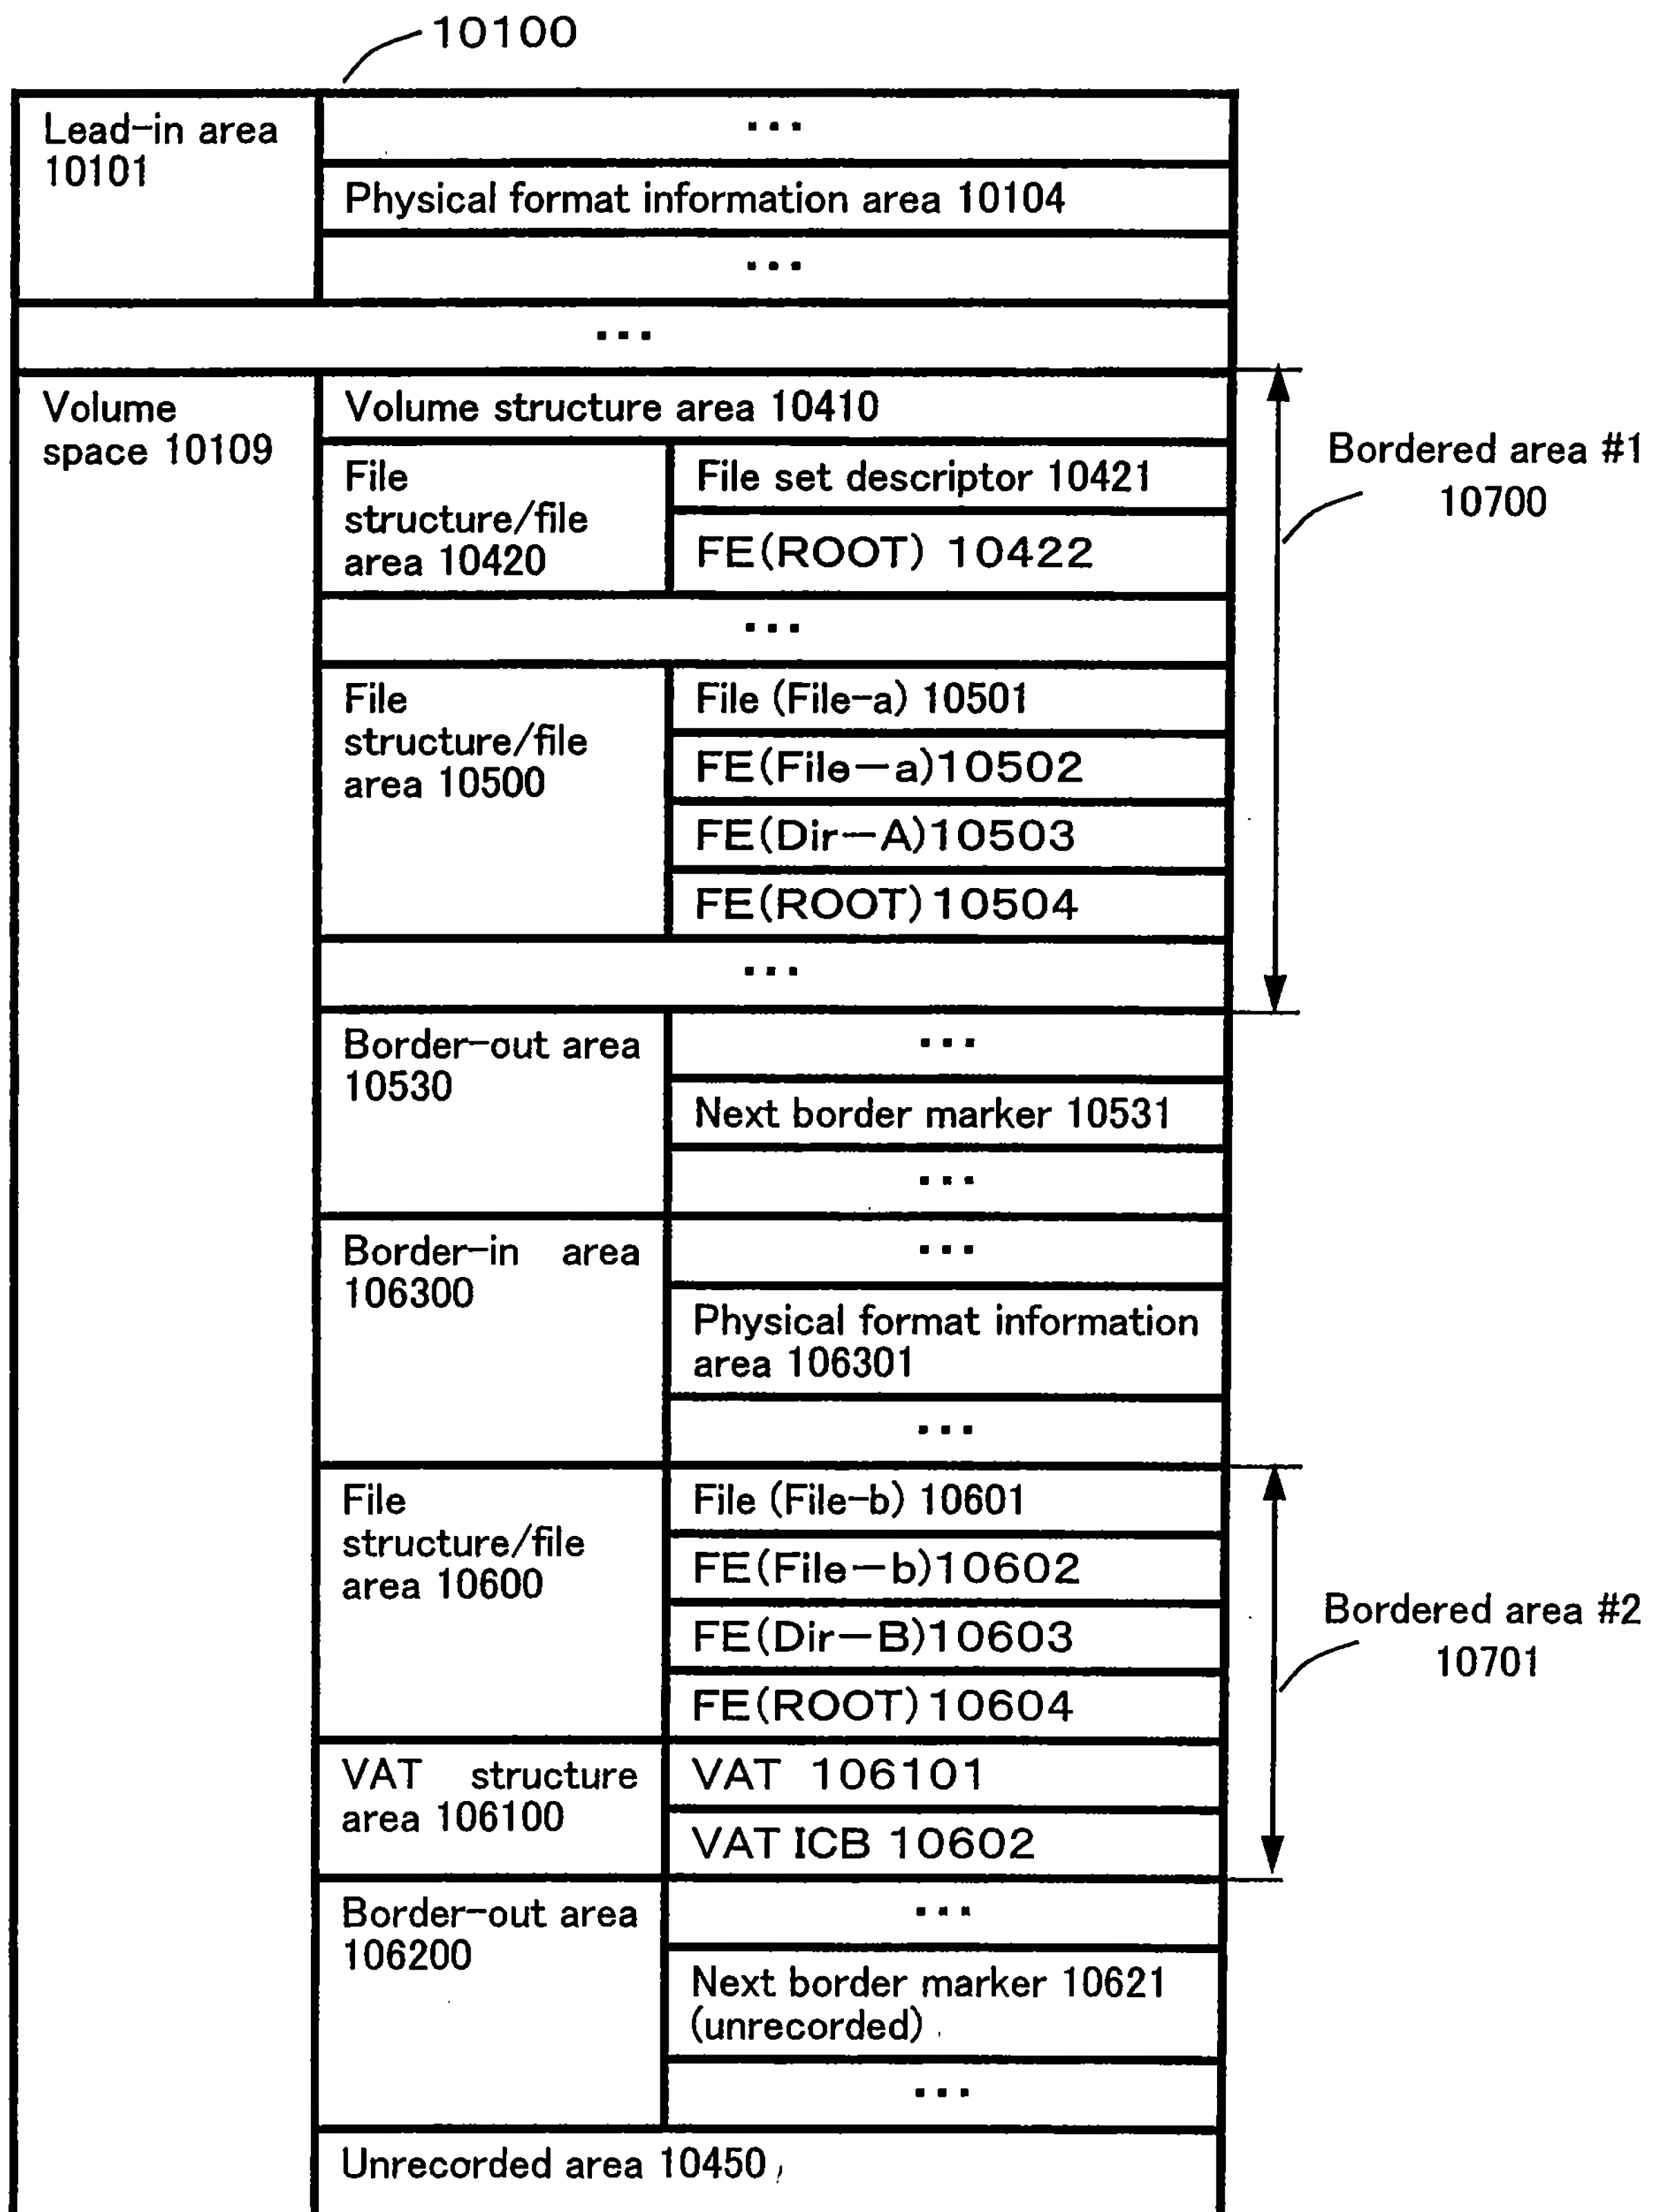 10100
Lead-in area
10101
...
Physical format information area 10104
...
...
Volume
space 10109
Volume structure area 10410
File
structure/file
area 10420
File set descriptor 10421
FE(ROOT) 10422
...
Bordered area #1
10700
File
structure/file
area 10500
File (File-a) 10501
FE(File-a)10502
FE(Dir-A)10503
FE(ROOT)10504
...
Border-out area
10530
...
Next border marker 10531
...
Border-in area
106300
...
Physical format information
area 106301
...
File
structure/file
area 10600
File (File-b) 10601
FE(File-b)10602
FE(Dir-B)10603
FE(ROOT)10604
Bordered area #2
10701
VAT structure
area 106100
VAT 106101
VAT ICB 10602
Border-out area
106200
...
Next border marker 10621
(unrecorded)
...
Unrecorded area 10450